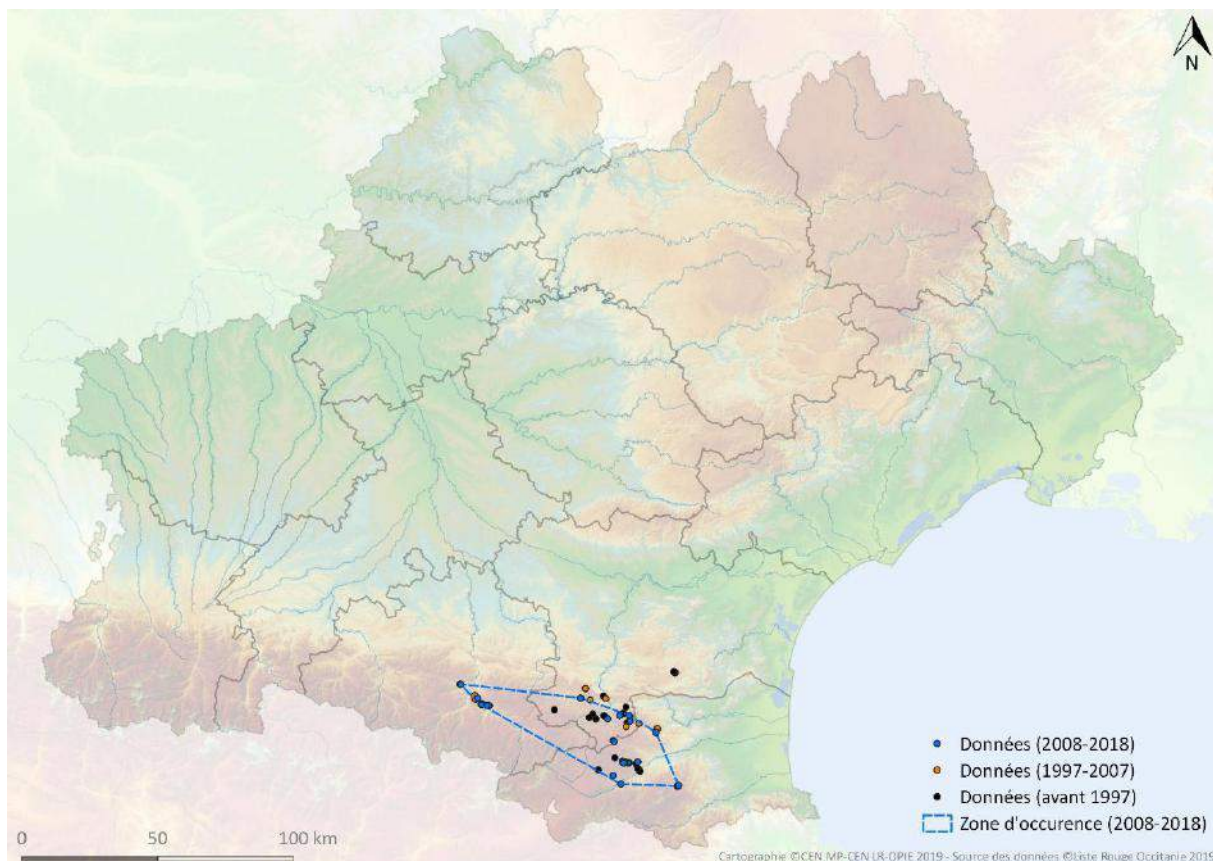 N
Données (2008-2018)
Données (1997-2007)
Données (avant 1997)
Zone d'occurence (2008-2018)
0 50 100 km
Cartographie ©CEN MP-CEN LR-OPIE 2019 - Source des données ©Liste Rouge Occitanie 2019